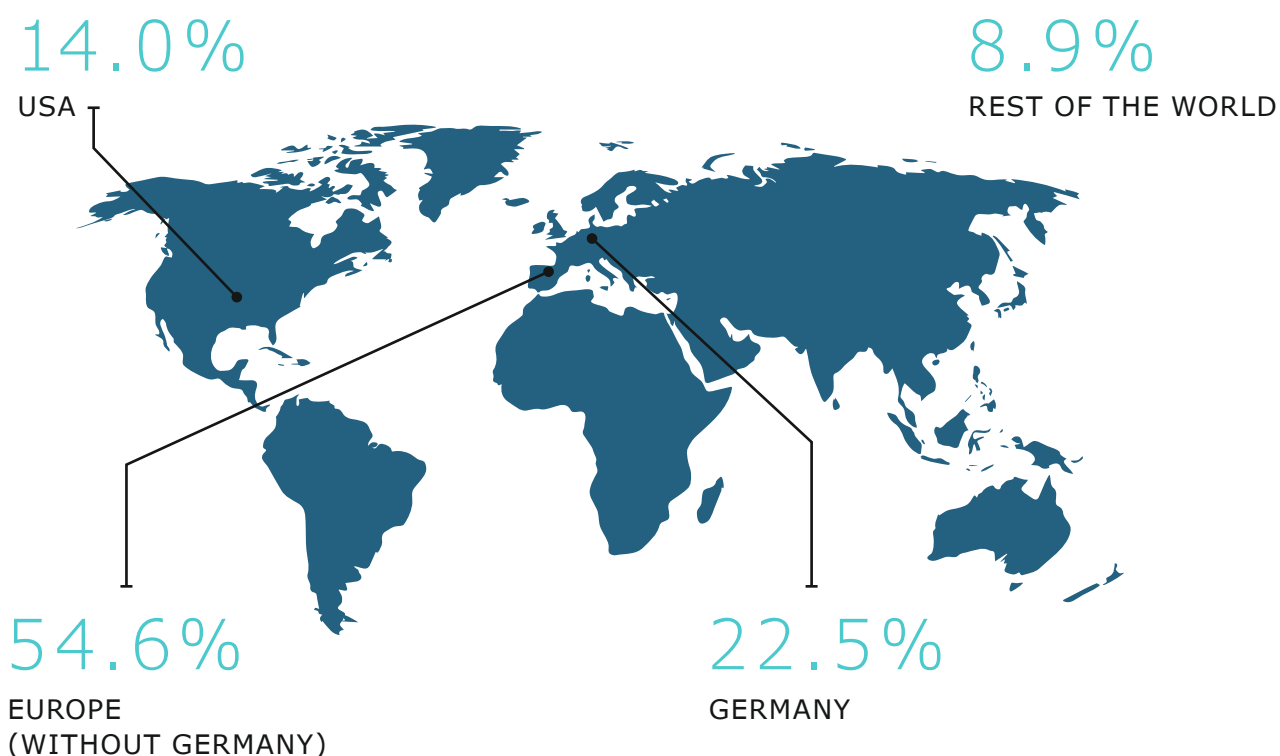 14.0%
USA
8.9%
REST OF THE WORLD
54.6%
EUROPE
(WITHOUT GERMANY)
22.5%
GERMANY